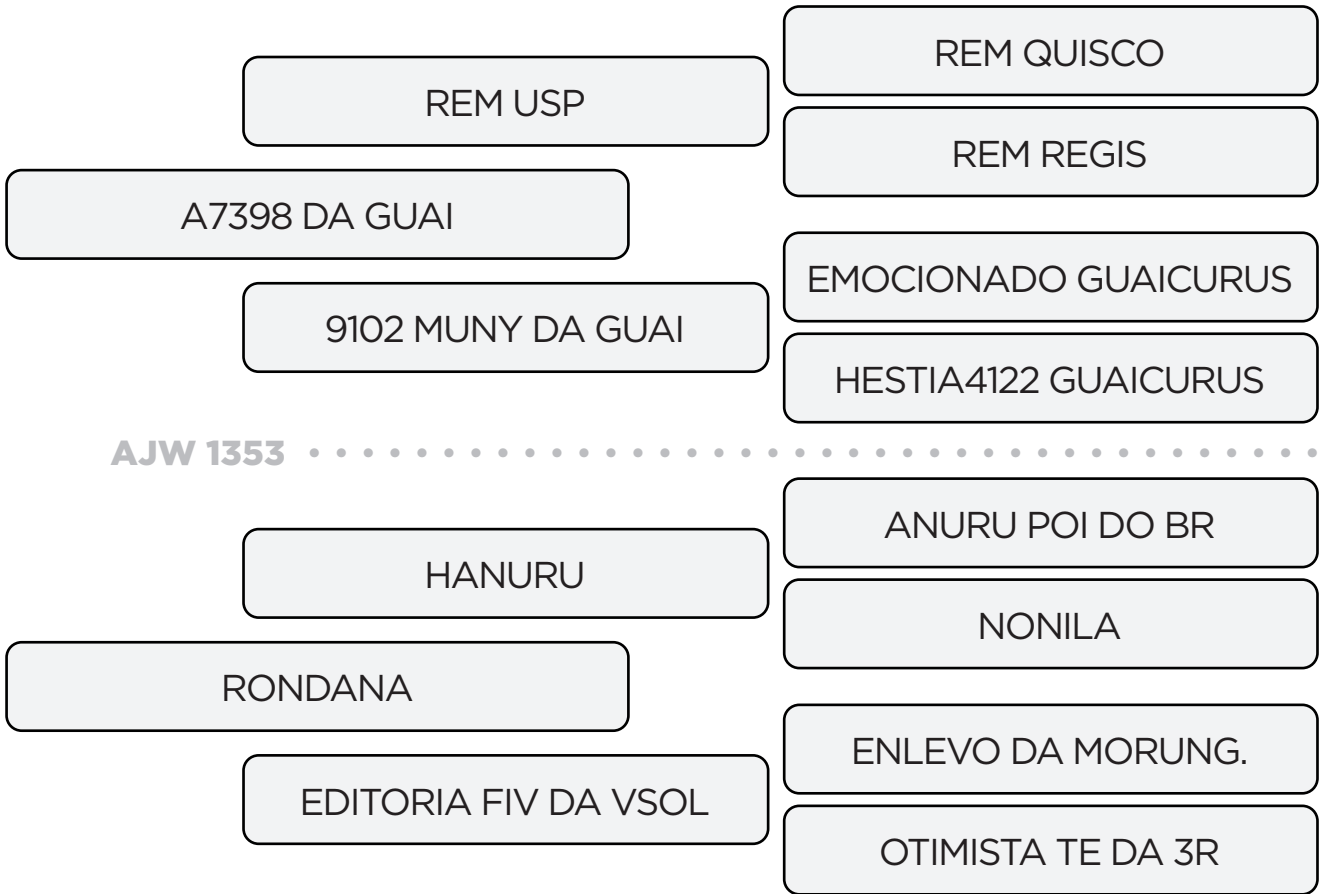 REM QUISCO
REM USP
REM REGIS
A7398 DA GUAI
EMOCIONADO GUAICURUS
9102 MUNY DA GUAI
HESTIA4122 GUAICURUS
AJW 1353
ANURU POI DO BR
HANURU
NONILA
RONDANA
ENLEVO DA MORUNG.
EDITORIA FIV DA VSOL
OTIMISTA TE DA 3R